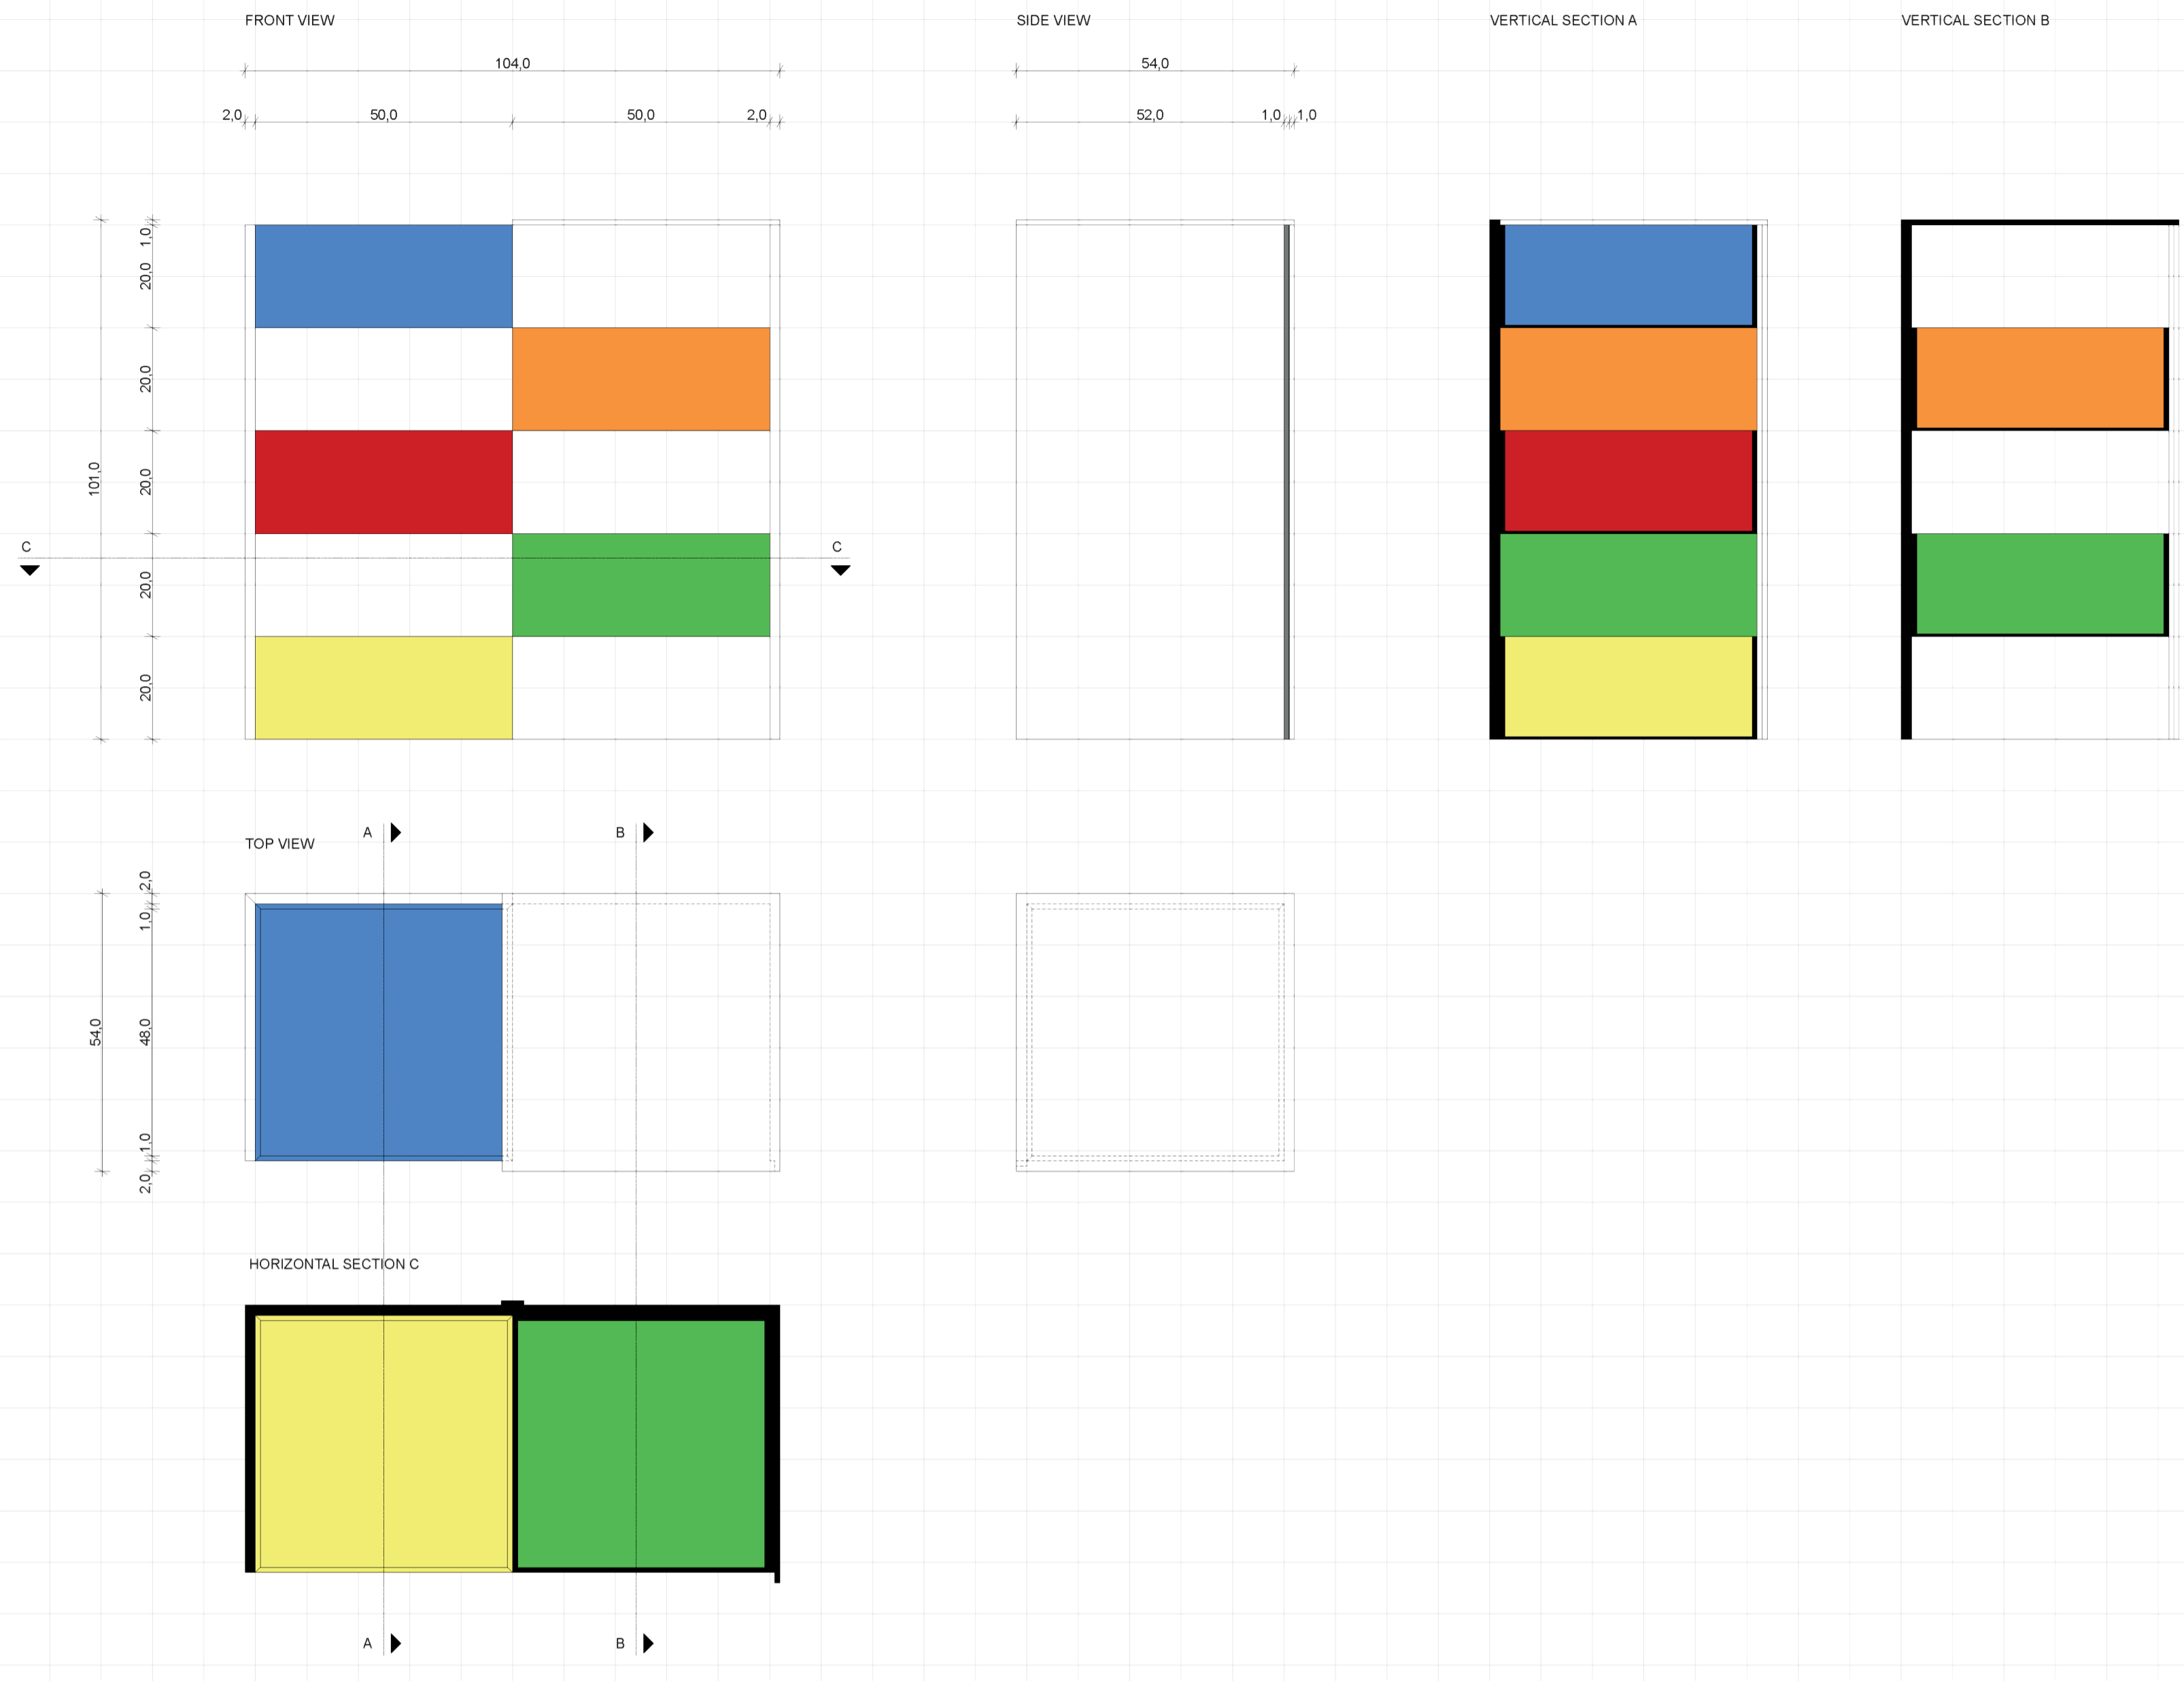 FRONT VIEW
SIDE VIEW
VERTICAL SECTION A
VERTICAL SECTION B
104,0
54,0
2,0 50,0 50,0 2,0
52,0 1,0 1,0
1,0
20,0
20,0
101,0
20,0
C
C
20,0
20,0
A
B
TOP VIEW
2,0
1,0
54,0
48,0
1,0
2,0
HORIZONTAL SECTION C
A
B